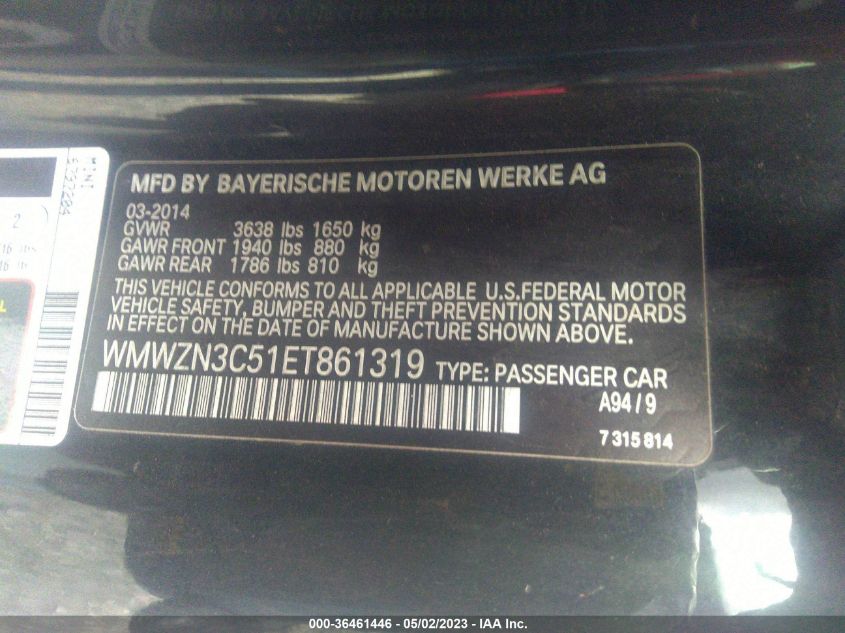 MFD BY BAYERISCHE MOTOREN WERKE AG
03-2014
GVWR 3638 lbs 1650 kg
GAWR FRONT 1940 lbs 880 kg
GAWR REAR 1786 lbs 810 kg
THIS VEHICLE CONFORMS TO ALL APPLICABLE U.S.FEDERAL MOTOR
VEHICLE SAFETY, BUMPER AND THEFT PREVENTION STANDARDS
IN EFFECT ON THE DATE OF MANUFACTURE SHOWN ABOVE.
WMWZN3C51ET861319 TYPE: PASSENGER CAR
A94 / 9
7 315 814
MINI
2
000-36461446 - 05/02/2023 - © IAA Inc.